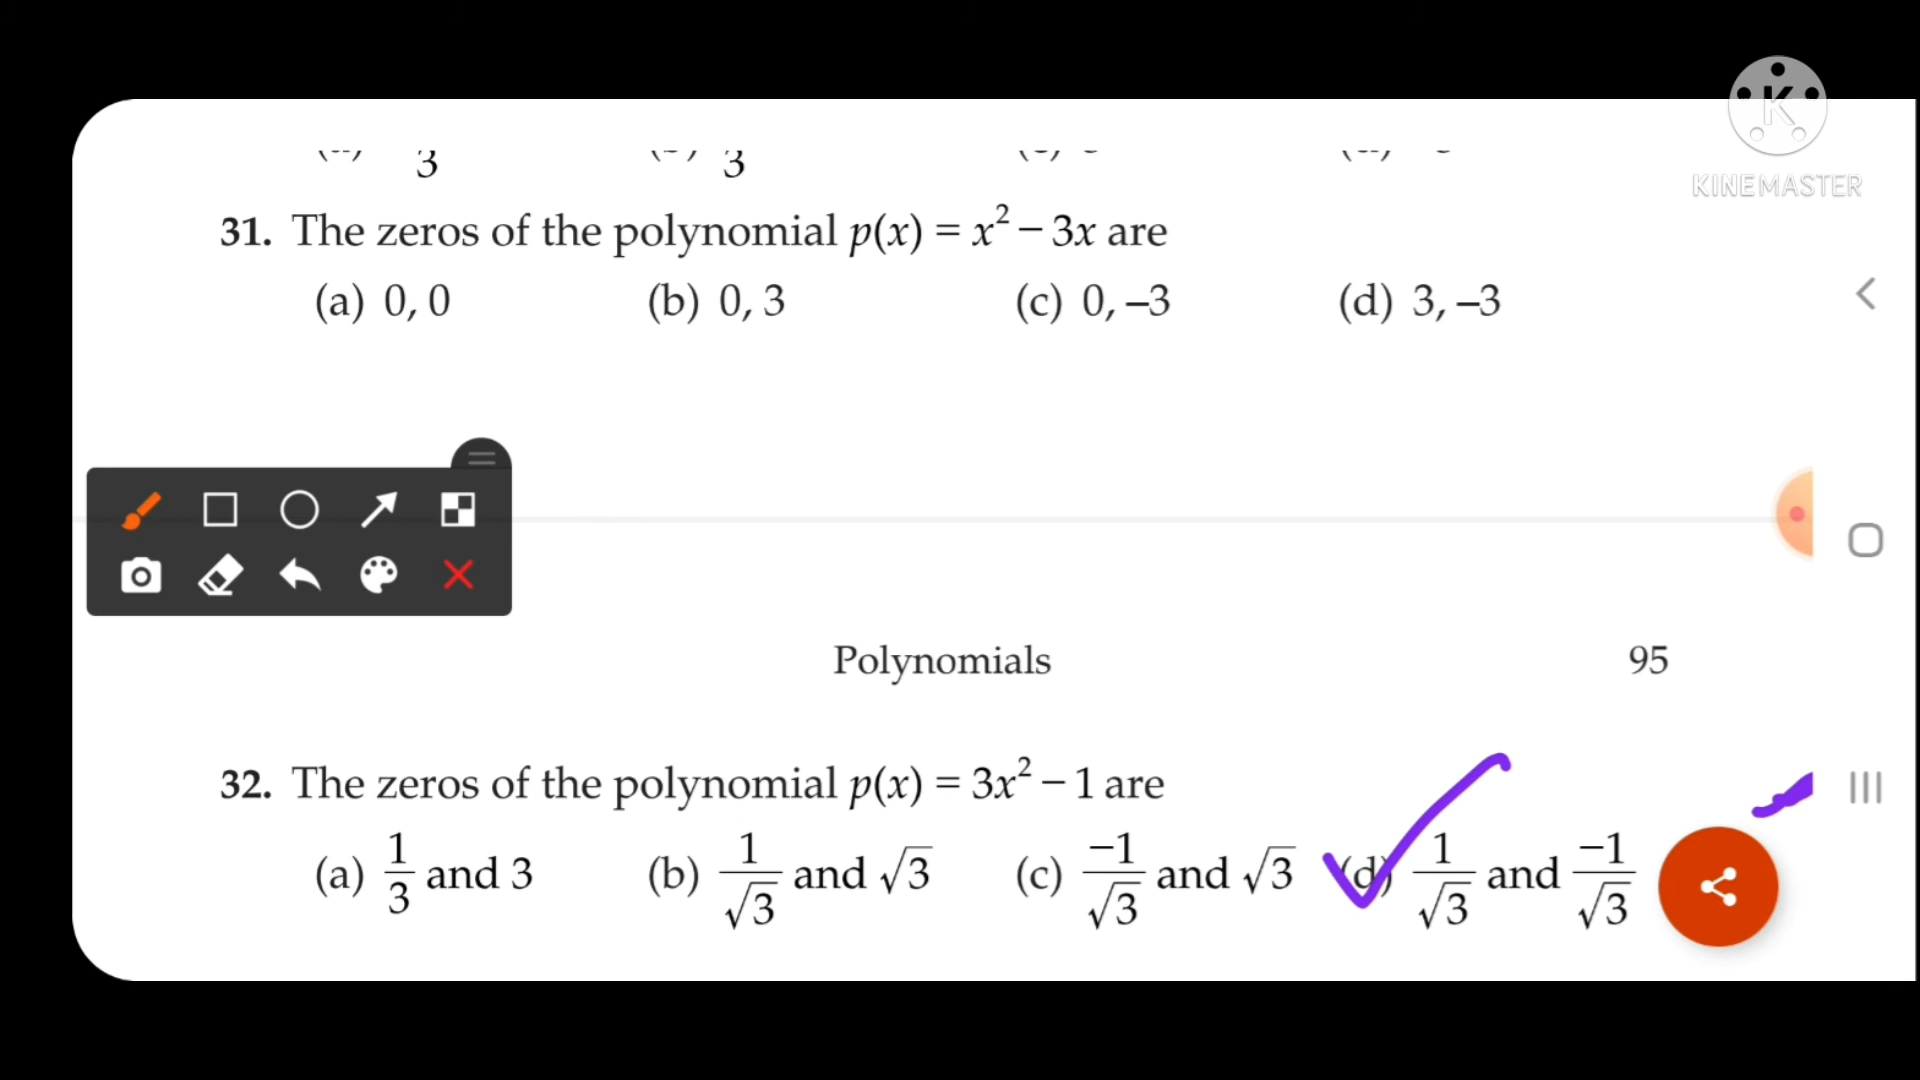 KINEMASTER
3 3
31. The zeros of the polynomial p(x) = x² – 3x are
(a) 0, 0 (b) 0, 3 (c) 0, –3 (d) 3, –3
Polynomials 95
32. The zeros of the polynomial p(x) = 3x² – 1 are
(a) 1/3 and 3 (b) 1/√3 and √3 (c) –1/√3 and √3 (d) 1/√3 and –1/√3